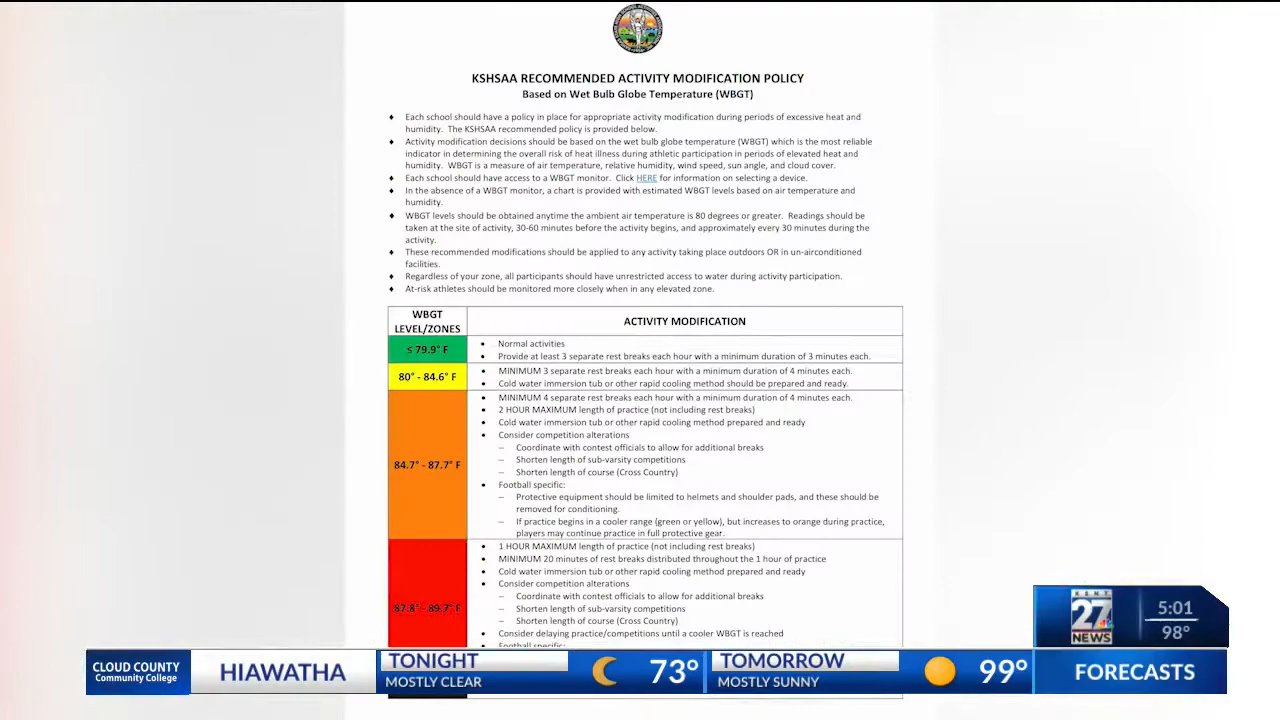 KSHSAA RECOMMENDED ACTIVITY MODIFICATION POLICY
Based on Wet Bulb Globe Temperature (WBGT)
♦ Each school should have a policy in place for appropriate activity modification during periods of excessive heat and
humidity. The KSHSAA recommended policy is provided below.
♦ Activity modification decisions should be based on the wet bulb globe temperature (WBGT) which is the most reliable
indicator in determining the overall risk of heat illness during athletic participation in periods of elevated heat and
humidity. WBGT is a measure of air temperature, relative humidity, wind speed, sun angle, and cloud cover.
♦ Each school should have access to a WBGT monitor. Click HERE for information on selecting a device.
♦ In the absence of a WBGT monitor, a chart is provided with estimated WBGT levels based on air temperature and
humidity.
♦ WBGT levels should be obtained anytime the ambient air temperature is 80 degrees or greater. Readings should be
taken at the site of activity, 30-60 minutes before the activity begins, and approximately every 30 minutes during the
activity.
♦ These recommended modifications should be applied to any activity taking place outdoors OR in un-airconditioned
facilities.
♦ Regardless of your zone, all participants should have unrestricted access to water during activity participation.
♦ At-risk athletes should be monitored more closely when in any elevated zone.
WBGT
LEVEL/ZONES
ACTIVITY MODIFICATION
≤ 79.9° F
• Normal activities
• Provide at least 3 separate rest breaks each hour with a minimum duration of 3 minutes each.
80° - 84.6° F
• MINIMUM 3 separate rest breaks each hour with a minimum duration of 4 minutes each.
• Cold water immersion tub or other rapid cooling method should be prepared and ready.
84.7° - 87.7° F
• MINIMUM 4 separate rest breaks each hour with a minimum duration of 4 minutes each.
• 2 HOUR MAXIMUM length of practice (not including rest breaks)
• Cold water immersion tub or other rapid cooling method prepared and ready
• Consider competition alterations
– Coordinate with contest officials to allow for additional breaks
– Shorten length of sub-varsity competitions
– Shorten length of course (Cross Country)
• Football specific:
– Protective equipment should be limited to helmets and shoulder pads, and these should be
removed for conditioning.
– If practice begins in a cooler range (green or yellow), but increases to orange during practice,
players may continue practice in full protective gear.
87.8° - 89.7° F
• 1 HOUR MAXIMUM length of practice (not including rest breaks)
• MINIMUM 20 minutes of rest breaks distributed throughout the 1 hour of practice
• Cold water immersion tub or other rapid cooling method prepared and ready
• Consider competition alterations
– Coordinate with contest officials to allow for additional breaks
– Shorten length of sub-varsity competitions
– Shorten length of course (Cross Country)
• Consider delaying practice/competitions until a cooler WBGT is reached
• Football specific:
KSNT
27
NEWS
5:01
98°
CLOUD COUNTY
Community College
HIAWATHA
TONIGHT
MOSTLY CLEAR
73°
TOMORROW
MOSTLY SUNNY
99°
FORECASTS